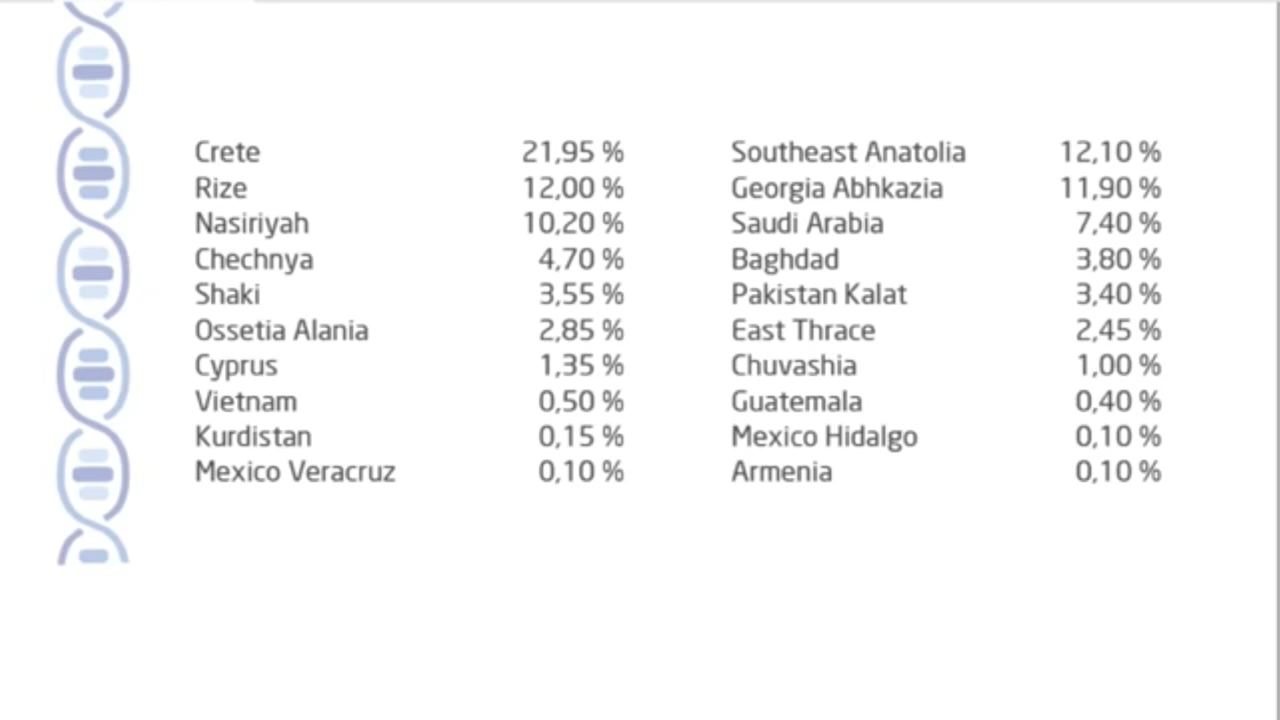 Crete 21,95 % Southeast Anatolia 12,10 %
Rize 12,00 % Georgia Abhkazia 11,90 %
Nasiriyah 10,20 % Saudi Arabia 7,40 %
Chechnya 4,70 % Baghdad 3,80 %
Shaki 3,55 % Pakistan Kalat 3,40 %
Ossetia Alania 2,85 % East Thrace 2,45 %
Cyprus 1,35 % Chuvashia 1,00 %
Vietnam 0,50 % Guatemala 0,40 %
Kurdistan 0,15 % Mexico Hidalgo 0,10 %
Mexico Veracruz 0,10 % Armenia 0,10 %